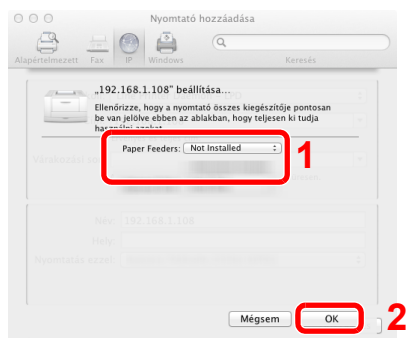 Nyomtató hozzáadása
Alapértelmezett Fax IP Windows Keresés
„192.168.1.108” beállítása...
Ellenőrizze, hogy a nyomtató összes kiegészítője pontosan
be van jelölve ebben az ablakban, hogy teljesen ki tudja
használni azokat.
Paper Feeders: Not Installed
1
Név: 192.168.1.108
Hely:
Nyomtatás ezzel:
Mégsem OK
2